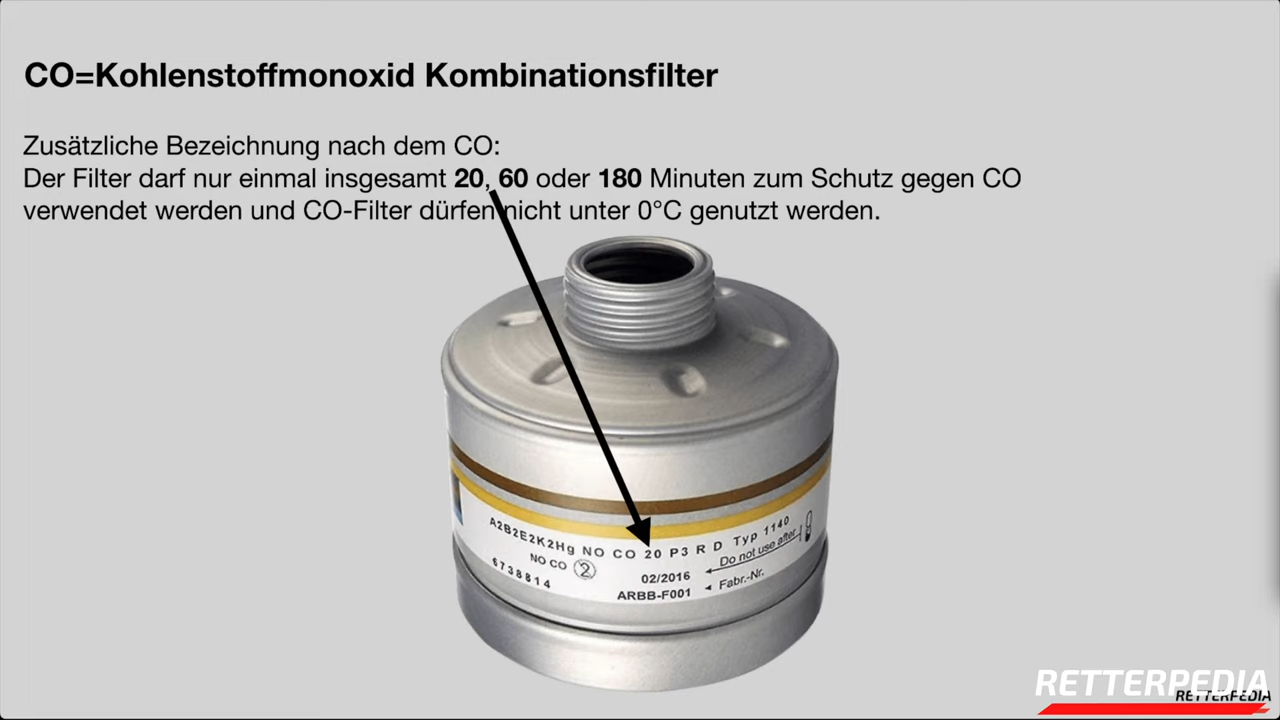 CO=Kohlenstoffmonoxid Kombinationsfilter
Zusätzliche Bezeichnung nach dem CO:
Der Filter darf nur einmal insgesamt 20, 60 oder 180 Minuten zum Schutz gegen CO
verwendet werden und CO-Filter dürfen nicht unter 0°C genutzt werden.
A2B2E2K2Hg NO CO 20 P3 R D Typ 1140
NO CO 2
02/2016 Do not use after
6738814
ARBB-F001 Fabr.-Nr.
RETTERPEDIA
RETTERPEDIA